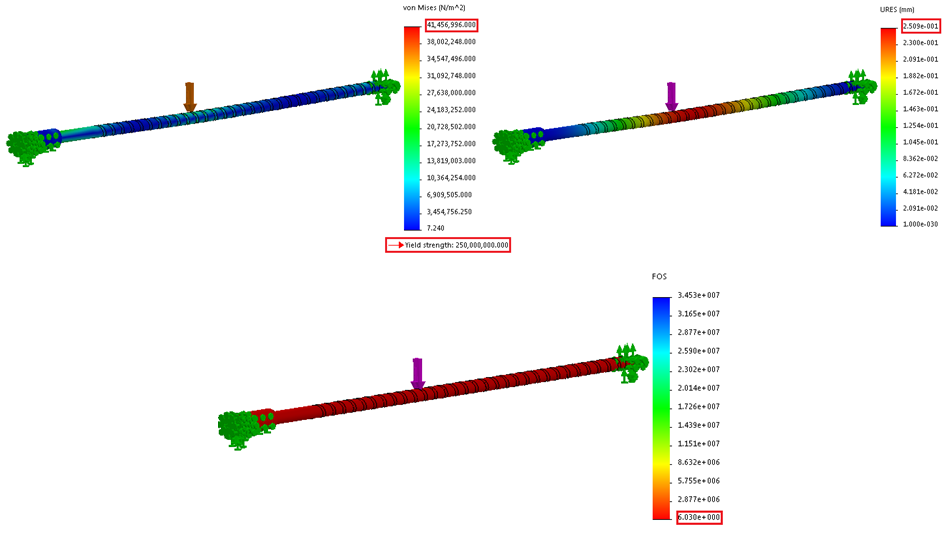 von Mises (N/m^2)
41,456,996.000
38,002,248.000
34,547,496.000
31,092,748.000
27,638,000.000
24,183,252.000
20,728,502.000
17,273,752.000
13,819,003.000
10,364,254.000
6,909,505.000
3,454,756.250
7.240
Yield strength: 250,000,000.000
URES (mm)
2.509e-001
2.300e-001
2.091e-001
1.882e-001
1.672e-001
1.463e-001
1.254e-001
1.045e-001
8.362e-002
6.272e-002
4.181e-002
2.091e-002
1.000e-030
FOS
3.453e+007
3.165e+007
2.877e+007
2.590e+007
2.302e+007
2.014e+007
1.726e+007
1.439e+007
1.151e+007
8.632e+006
5.755e+006
2.877e+006
6.030e+000